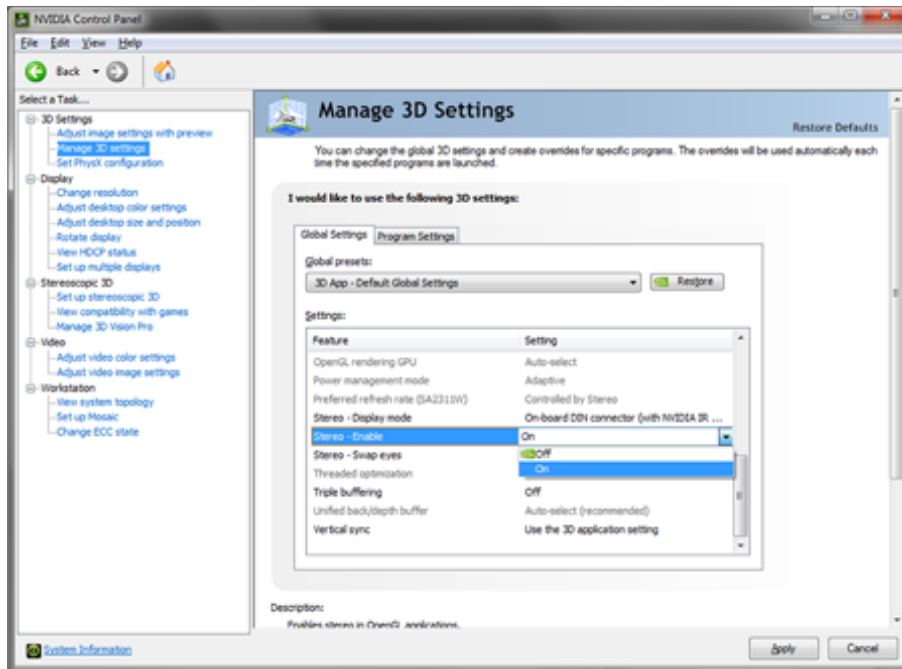 NVIDIA Control Panel
File Edit View Help
Back
Select a Task...
3D Settings
Adjust image settings with preview
Manage 3D settings
Set PhysX configuration
Display
Change resolution
Adjust desktop color settings
Adjust desktop size and position
Rotate display
View HDCP status
Set up multiple displays
Stereoscopic 3D
Set up stereoscopic 3D
View compatibility with games
Manage 3D Vision Pro
Video
Adjust video color settings
Adjust video image settings
Workstation
View system topology
Set up Mosaic
Change ECC state
System Information
Manage 3D Settings
Restore Defaults
You can change the global 3D settings and create overrides for specific programs. The overrides will be used automatically each
time the specified programs are launched.
I would like to use the following 3D settings:
Global Settings Program Settings
Global presets:
3D App - Default Global Settings Restore
Settings:
Feature Setting
OpenGL rendering GPU Auto-select
Power management mode Adaptive
Preferred refresh rate (SA2311W) Controlled by Stereo
Stereo - Display mode On-board DIN connector (with NVIDIA IR ...
Stereo - Enable On
Stereo - Swap eyes Off
Threaded optimization On
Triple buffering Off
Unified back/depth buffer Auto-select (recommended)
Vertical sync Use the 3D application setting
Description:
Enables stereo in OpenGL applications.
Apply Cancel